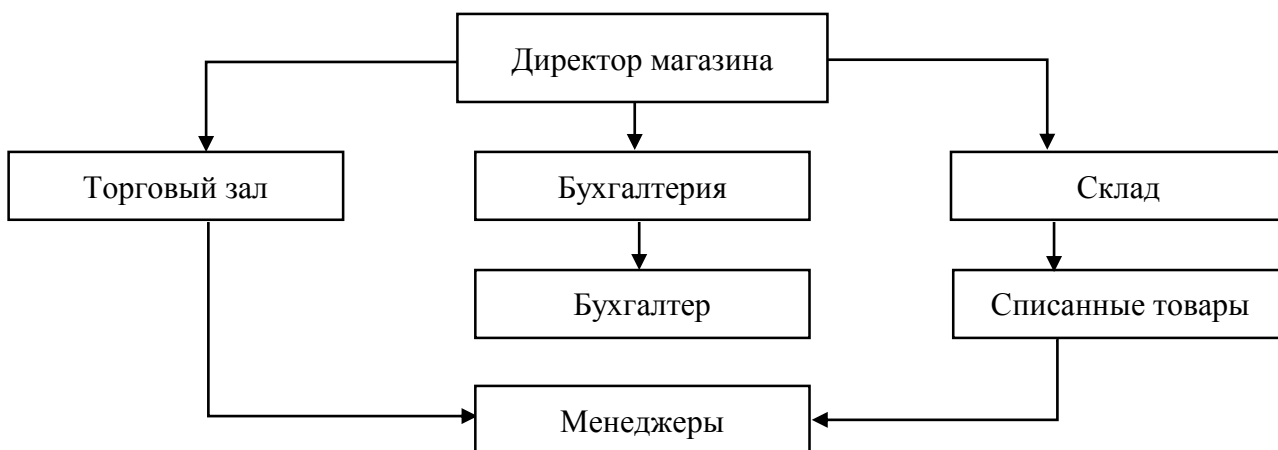 Директор магазина
Торговый зал
Бухгалтерия
Склад
Бухгалтер
Списанные товары
Менеджеры